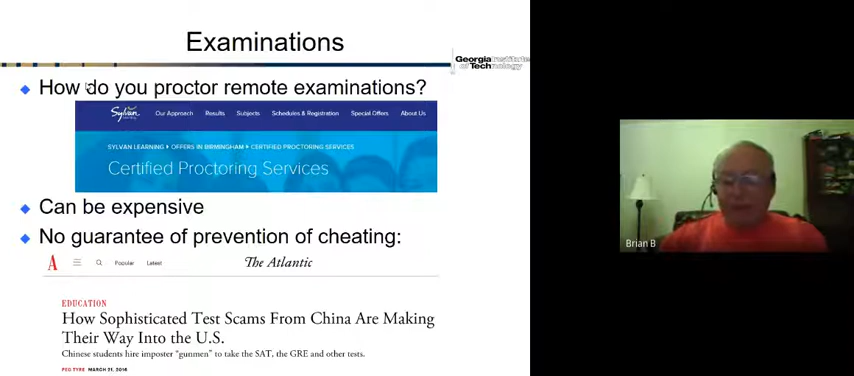 Examinations
Georgia Institute
of Technology
How do you proctor remote examinations?
Sylvan
Our Approach Results Subjects Schedules & Registration Special Offers About Us
SYLVAN LEARNING OFFERS IN BIRMINGHAM CERTIFIED PROCTORING SERVICES
Certified Proctoring Services
Can be expensive
No guarantee of prevention of cheating:
A Popular Latest The Atlantic
EDUCATION
How Sophisticated Test Scams From China Are Making
Their Way Into the U.S.
Chinese students hire imposter “gunmen” to take the SAT, the GRE and other tests.
PEG TYRE MARCH 21, 2016
Brian B